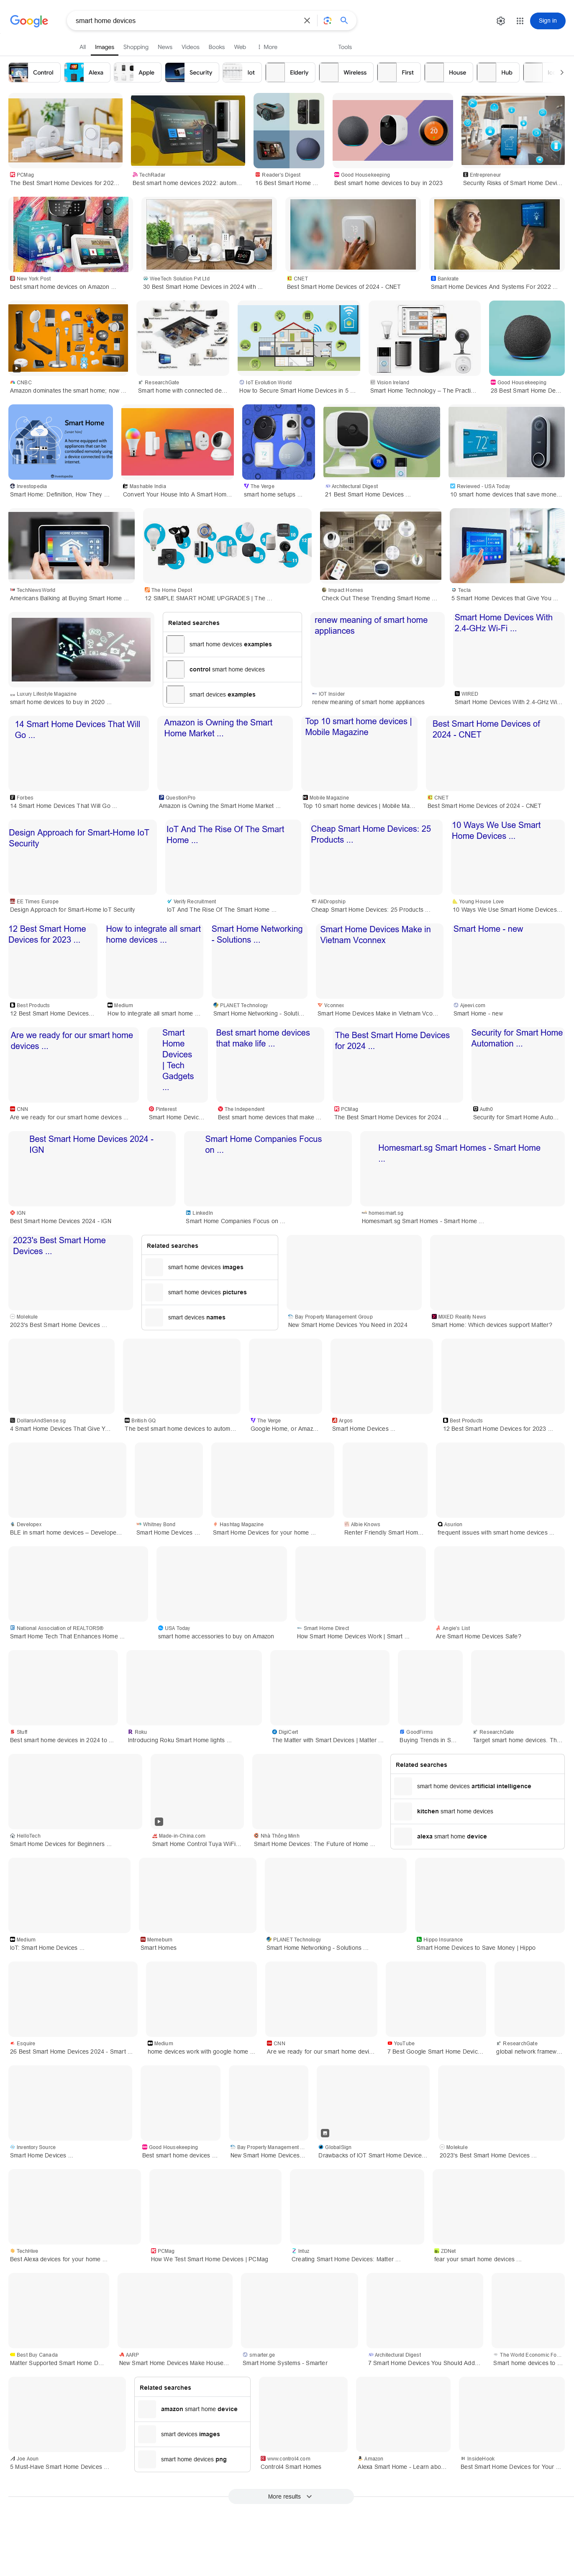 Google
smart home devices
Sign in
All Images Shopping News Videos Books Web More Tools
Control Alexa Apple Security Iot Elderly Wireless First House Hub
PCMag TechRadar Reader's Digest Good Housekeeping Entrepreneur
The Best Smart Home Devices for 202... Best smart home devices 2022: autom... 16 Best Smart Home ... Best smart home devices to buy in 2023 Security Risks of Smart Home Devi...
New York Post WeeTech Solution Pvt Ltd CNET Bankrate
best smart home devices on Amazon ... 30 Best Smart Home Devices in 2024 with ... Best Smart Home Devices of 2024 - CNET Smart Home Devices And Systems For 2022 ...
CNBC ResearchGate IoT Evolution World Vision Ireland Good Housekeeping
Amazon dominates the smart home; now ... Smart home with connected de... How to Secure Smart Home Devices in 5 ... Smart Home Technology – The Practi... 28 Best Smart Home De...
Smart Home
A home equipped with appliances that can be controlled remotely using a device connected to the internet.
72
Investopedia Mashable India The Verge Architectural Digest Reviewed - USA Today
Smart Home: Definition, How They ... Convert Your House Into A Smart Hom... smart home setups ... 21 Best Smart Home Devices ... 10 smart home devices that save mone...
HOME CONTROL
TechNewsWorld The Home Depot Impact Homes Tecla
Americans Balking at Buying Smart Home ... 12 SIMPLE SMART HOME UPGRADES | The ... Check Out These Trending Smart Home ... 5 Smart Home Devices that Give You ...
Related searches
smart home devices examples
control smart home devices
smart devices examples
renew meaning of smart home appliances
Smart Home Devices With 2.4-GHz Wi-Fi ...
Luxury Lifestyle Magazine IOT Insider WIRED
smart home devices to buy in 2020 ... renew meaning of smart home appliances Smart Home Devices With 2.4-GHz Wi...
14 Smart Home Devices That Will Go ...
Amazon is Owning the Smart Home Market ...
Top 10 smart home devices | Mobile Magazine
Best Smart Home Devices of 2024 - CNET
Forbes QuestionPro Mobile Magazine CNET
14 Smart Home Devices That Will Go ... Amazon is Owning the Smart Home Market ... Top 10 smart home devices | Mobile Ma... Best Smart Home Devices of 2024 - CNET
Design Approach for Smart-Home IoT Security
IoT And The Rise Of The Smart Home ...
Cheap Smart Home Devices: 25 Products ...
10 Ways We Use Smart Home Devices ...
EE Times Europe Verify Recruitment AliDropship Young House Love
Design Approach for Smart-Home IoT Security IoT And The Rise Of The Smart Home ... Cheap Smart Home Devices: 25 Products ... 10 Ways We Use Smart Home Devices...
12 Best Smart Home Devices for 2023 ...
How to integrate all smart home devices ...
Smart Home Networking - Solutions ...
Smart Home Devices Make in Vietnam Vconnex
Smart Home - new
Best Products Medium PLANET Technology Vconnex Ajeevi.com
12 Best Smart Home Devices... How to integrate all smart home ... Smart Home Networking - Soluti... Smart Home Devices Make in Vietnam Vco... Smart Home - new
Are we ready for our smart home devices ...
Smart Home Devices | Tech Gadgets ...
Best smart home devices that make life ...
The Best Smart Home Devices for 2024 ...
Security for Smart Home Automation ...
CNN Pinterest The Independent PCMag Auth0
Are we ready for our smart home devices ... Smart Home Devic... Best smart home devices that make ... The Best Smart Home Devices for 2024 ... Security for Smart Home Auto...
Best Smart Home Devices 2024 - IGN
Smart Home Companies Focus on ...
Homesmart.sg Smart Homes - Smart Home ...
IGN LinkedIn homesmart.sg
Best Smart Home Devices 2024 - IGN Smart Home Companies Focus on ... Homesmart.sg Smart Homes - Smart Home ...
2023's Best Smart Home Devices ...
Related searches
smart home devices images
smart home devices pictures
smart devices names
Molekule Bay Property Management Group MIXED Reality News
2023's Best Smart Home Devices ... New Smart Home Devices You Need in 2024 Smart Home: Which devices support Matter?
DollarsAndSense.sg British GQ The Verge Argos Best Products
4 Smart Home Devices That Give Y... The best smart home devices to autom... Google Home, or Amaz... Smart Home Devices ... 12 Best Smart Home Devices for 2023 ...
Developex Whitney Bond Hashtag Magazine Albie Knows Asurion
BLE in smart home devices – Develope... Smart Home Devices ... Smart Home Devices for your home ... Renter Friendly Smart Hom... frequent issues with smart home devices ...
National Association of REALTORS® USA Today Smart Home Direct Angie's List
Smart Home Tech That Enhances Home ... smart home accessories to buy on Amazon How Smart Home Devices Work | Smart ... Are Smart Home Devices Safe?
Stuff Roku DigiCert GoodFirms ResearchGate
Best smart home devices in 2024 to ... Introducing Roku Smart Home lights ... The Matter with Smart Devices | Matter ... Buying Trends in S... Target smart home devices. Th...
Related searches
smart home devices artificial intelligence
kitchen smart home devices
alexa smart home device
HelloTech Made-in-China.com Nhà Thông Minh
Smart Home Devices for Beginners ... Smart Home Control Tuya WiFi... Smart Home Devices: The Future of Home ...
Medium Memeburn PLANET Technology Hippo Insurance
IoT: Smart Home Devices ... Smart Homes Smart Home Networking - Solutions ... Smart Home Devices to Save Money | Hippo
Esquire Medium CNN YouTube ResearchGate
26 Best Smart Home Devices 2024 - Smart ... home devices work with google home ... Are we ready for our smart home devi... 7 Best Google Smart Home Devic... global network framew...
Inventory Source Good Housekeeping Bay Property Management... GlobalSign Molekule
Smart Home Devices ... Best smart home devices ... New Smart Home Devices... Drawbacks of IOT Smart Home Device... 2023's Best Smart Home Devices ...
TechHive PCMag Intuz ZDNet
Best Alexa devices for your home ... How We Test Smart Home Devices | PCMag Creating Smart Home Devices: Matter ... fear your smart home devices ...
Best Buy Canada AARP smarter.ge Architectural Digest The World Economic Fo...
Matter Supported Smart Home D... New Smart Home Devices Make House... Smart Home Systems - Smarter 7 Smart Home Devices You Should Add... Smart home devices to ...
Related searches
amazon smart home device
smart devices images
smart home devices png
Joe Aoun www.control4.com Amazon InsideHook
5 Must-Have Smart Home Devices ... Control4 Smart Homes Alexa Smart Home - Learn abo... Best Smart Home Devices for Your ...
More results